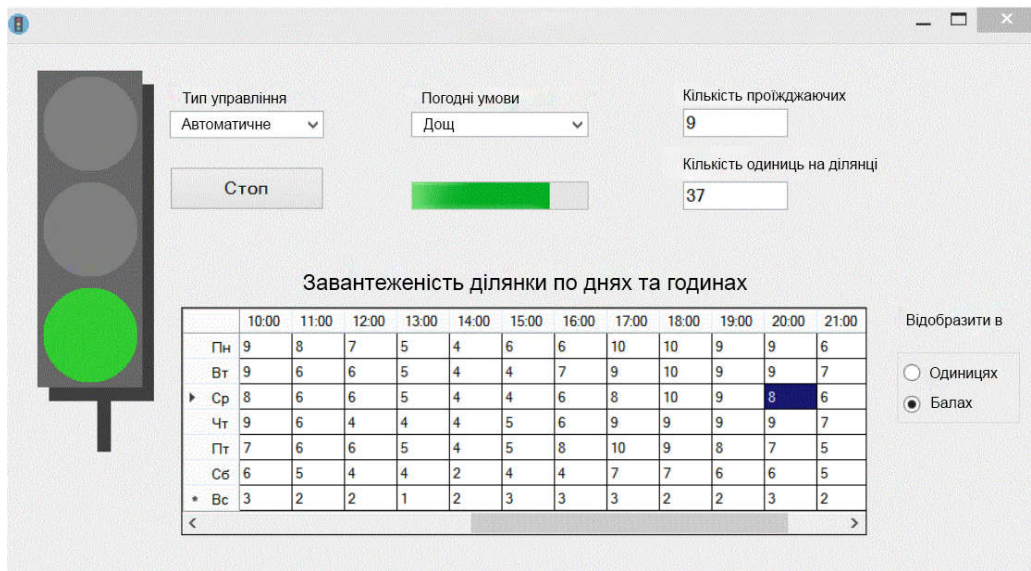 Тип управління
Автоматичне
Погодні умови
Дощ
Кількість проїжджаючих
9
Стоп
Кількість одиниць на ділянці
37
Завантеженість ділянки по днях та годинах
10:00 11:00 12:00 13:00 14:00 15:00 16:00 17:00 18:00 19:00 20:00 21:00
Пн 9 8 7 5 4 6 6 10 10 9 9 6
Вт 9 6 6 5 4 4 7 9 10 9 9 7
Ср 8 6 6 5 4 4 6 8 10 9 8 6
Чт 9 6 4 4 4 5 6 9 9 9 9 7
Пт 7 6 6 5 4 5 8 10 9 8 7 5
Сб 6 5 4 4 2 4 4 7 7 6 6 5
* Вс 3 2 2 1 2 3 3 3 2 2 3 2
Відобразити в
Одиницях
Балах